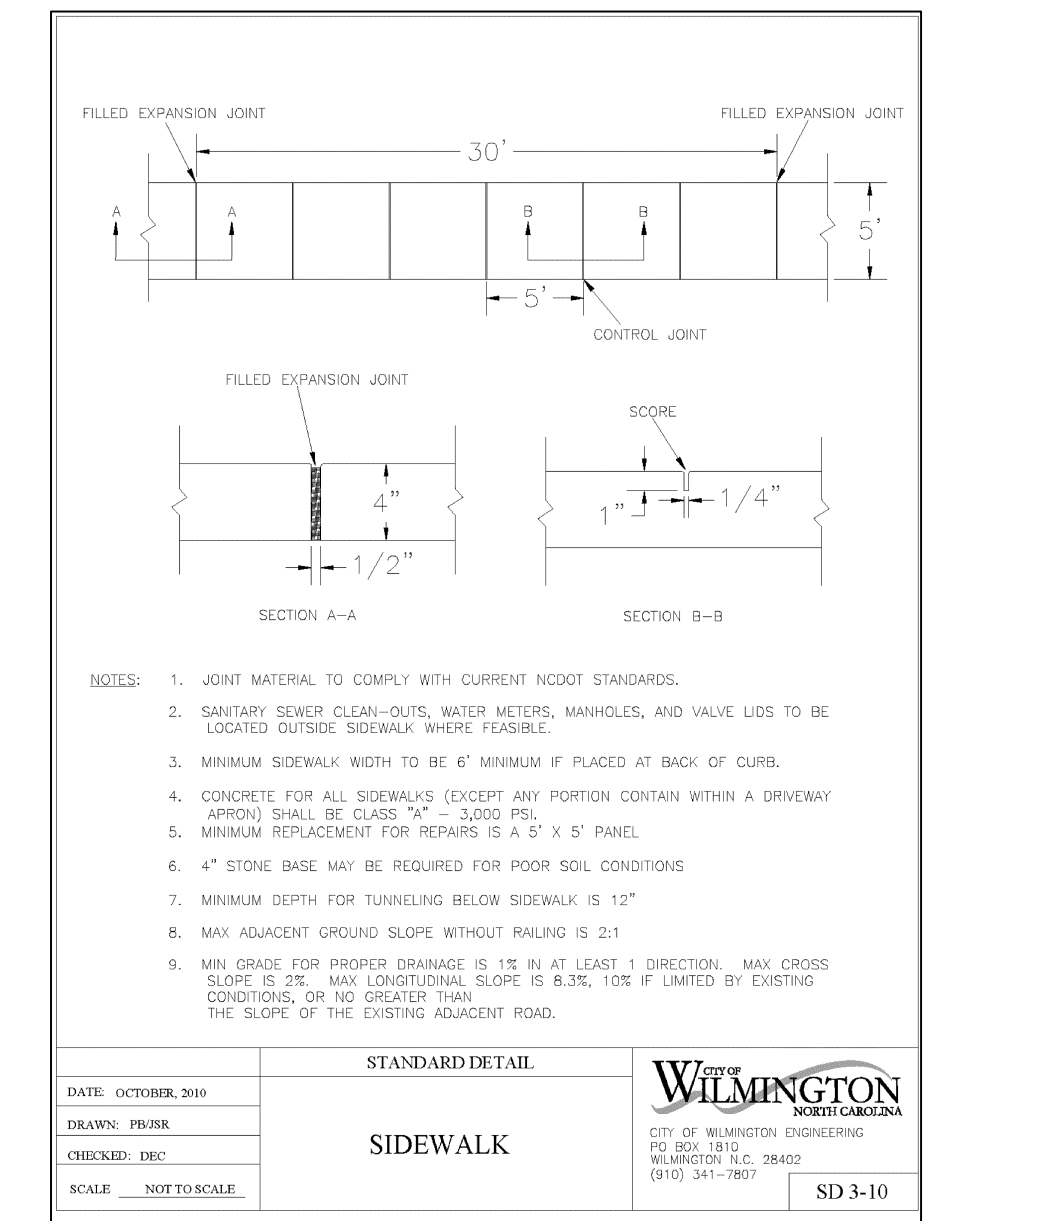 FILLED EXPANSION JOINT
FILLED EXPANSION JOINT
30'
A
A
B
B
5'
5'
CONTROL JOINT
FILLED EXPANSION JOINT
SCORE
4"
1"
1/4"
1/2"
SECTION A-A
SECTION B-B
NOTES: 1. JOINT MATERIAL TO COMPLY WITH CURRENT NCDOT STANDARDS.
2. SANITARY SEWER CLEAN-OUTS, WATER METERS, MANHOLES, AND VALVE LIDS TO BE
LOCATED OUTSIDE SIDEWALK WHERE FEASIBLE.
3. MINIMUM SIDEWALK WIDTH TO BE 6' MINIMUM IF PLACED AT BACK OF CURB.
4. CONCRETE FOR ALL SIDEWALKS (EXCEPT ANY PORTION CONTAIN WITHIN A DRIVEWAY
APRON) SHALL BE CLASS "A" - 3,000 PSI.
5. MINIMUM REPLACEMENT FOR REPAIRS IS A 5' X 5' PANEL
6. 4" STONE BASE MAY BE REQUIRED FOR POOR SOIL CONDITIONS
7. MINIMUM DEPTH FOR TUNNELING BELOW SIDEWALK IS 12"
8. MAX ADJACENT GROUND SLOPE WITHOUT RAILING IS 2:1
9. MIN GRADE FOR PROPER DRAINAGE IS 1% IN AT LEAST 1 DIRECTION. MAX CROSS
SLOPE IS 2%. MAX LONGITUDINAL SLOPE IS 8.3%, 10% IF LIMITED BY EXISTING
CONDITIONS, OR NO GREATER THAN
THE SLOPE OF THE EXISTING ADJACENT ROAD.
STANDARD DETAIL
DATE: OCTOBER, 2010
DRAWN: PB/JSR
CHECKED: DEC
SCALE NOT TO SCALE
SIDEWALK
CITY OF
WILMINGTON
NORTH CAROLINA
CITY OF WILMINGTON ENGINEERING
PO BOX 1810
WILMINGTON N.C. 28402
(910) 341-7807
SD 3-10